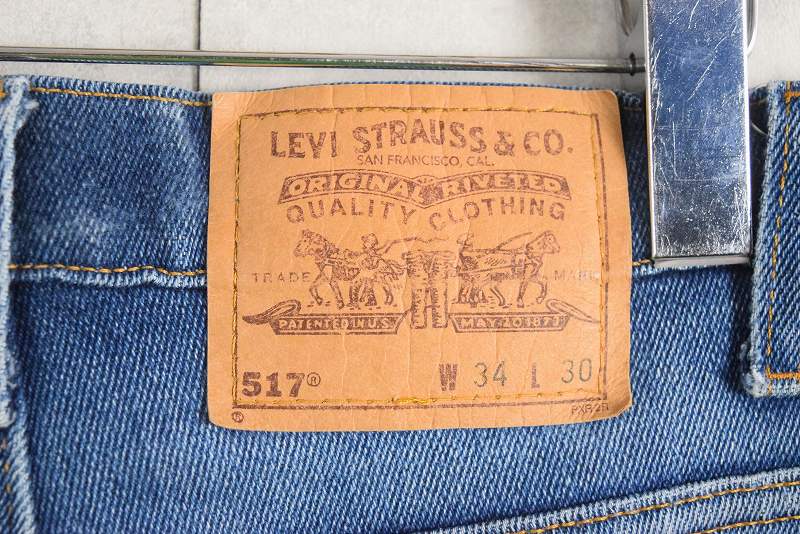 LEVI STRAUSS & CO.
SAN FRANCISCO, CAL.
ORIGINAL RIVETED
QUALITY CLOTHING
TRADE MARK
PATENTED IN U.S. MAY 20 1873
517® W 34 L 30
®